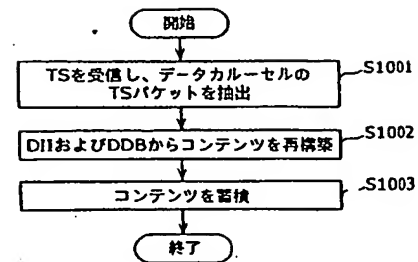 開始
TSを受信し、データカルーセルの
TSパケットを抽出
S1001
DIIおよびDDBからコンテンツを再構築
S1002
コンテンツを蓄積
S1003
終了